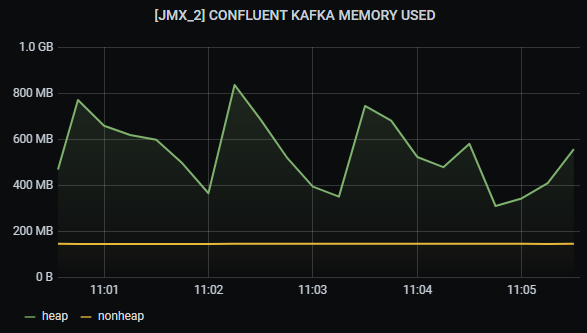 [JMX_2] CONFLUENT KAFKA MEMORY USED
1.0 GB
800 MB
600 MB
400 MB
200 MB
0 B
11:01 11:02 11:03 11:04 11:05
heap nonheap